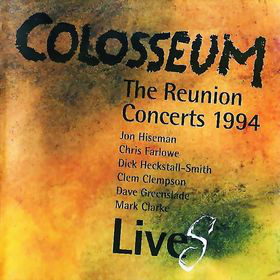 COLOSSEUM
The Reunion
Concerts 1994
Jon Hiseman
Chris Farlowe
Dick Heckstall-Smith
Clem Clempson
Dave Greenslade
Mark Clarke
LiveS